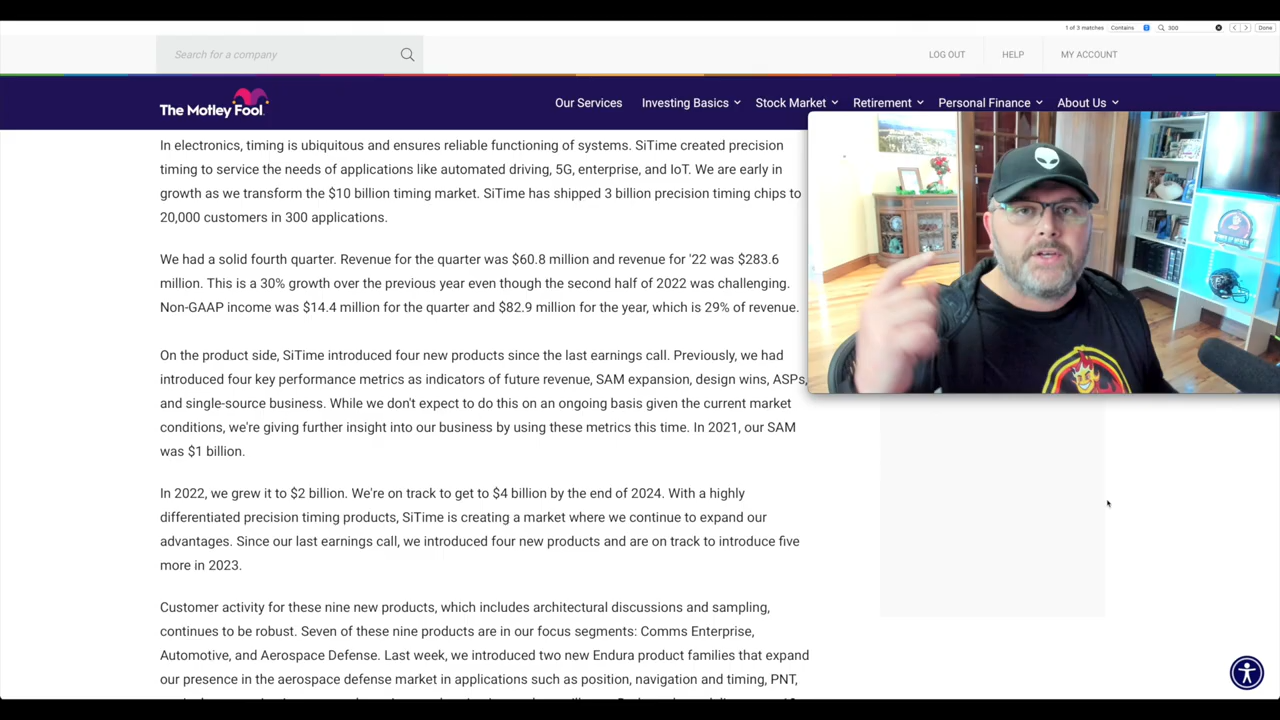 1 of 3 matches Contains 300 Done
Search for a company
LOG OUT HELP MY ACCOUNT
The Motley Fool.
Our Services Investing Basics Stock Market Retirement Personal Finance About Us
In electronics, timing is ubiquitous and ensures reliable functioning of systems. SiTime created precision
timing to service the needs of applications like automated driving, 5G, enterprise, and IoT. We are early in
growth as we transform the $10 billion timing market. SiTime has shipped 3 billion precision timing chips to
20,000 customers in 300 applications.
We had a solid fourth quarter. Revenue for the quarter was $60.8 million and revenue for '22 was $283.6
million. This is a 30% growth over the previous year even though the second half of 2022 was challenging.
Non-GAAP income was $14.4 million for the quarter and $82.9 million for the year, which is 29% of revenue.
On the product side, SiTime introduced four new products since the last earnings call. Previously, we had
introduced four key performance metrics as indicators of future revenue, SAM expansion, design wins, ASPs,
and single-source business. While we don't expect to do this on an ongoing basis given the current market
conditions, we're giving further insight into our business by using these metrics this time. In 2021, our SAM
was $1 billion.
In 2022, we grew it to $2 billion. We're on track to get to $4 billion by the end of 2024. With a highly
differentiated precision timing products, SiTime is creating a market where we continue to expand our
advantages. Since our last earnings call, we introduced four new products and are on track to introduce five
more in 2023.
Customer activity for these nine new products, which includes architectural discussions and sampling,
continues to be robust. Seven of these nine products are in our focus segments: Comms Enterprise,
Automotive, and Aerospace Defense. Last week, we introduced two new Endura product families that expand
our presence in the aerospace defense market in applications such as position, navigation and timing, PNT,